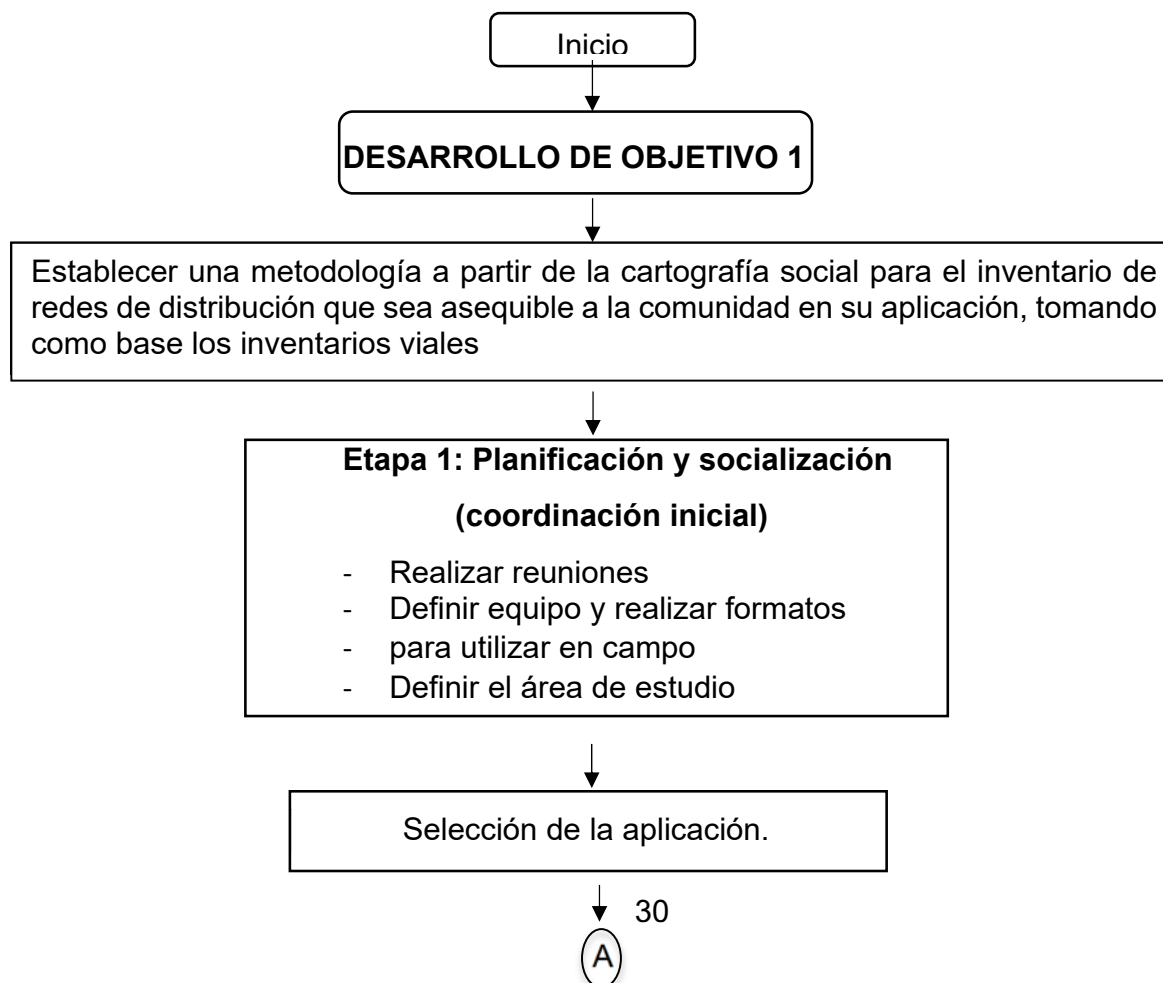 Inicio
DESARROLLO DE OBJETIVO 1
Establecer una metodología a partir de la cartografía social para el inventario de
redes de distribución que sea asequible a la comunidad en su aplicación, tomando
como base los inventarios viales
Etapa 1: Planificación y socialización
(coordinación inicial)
- Realizar reuniones
- Definir equipo y realizar formatos
- para utilizar en campo
- Definir el área de estudio
Selección de la aplicación.
30
A